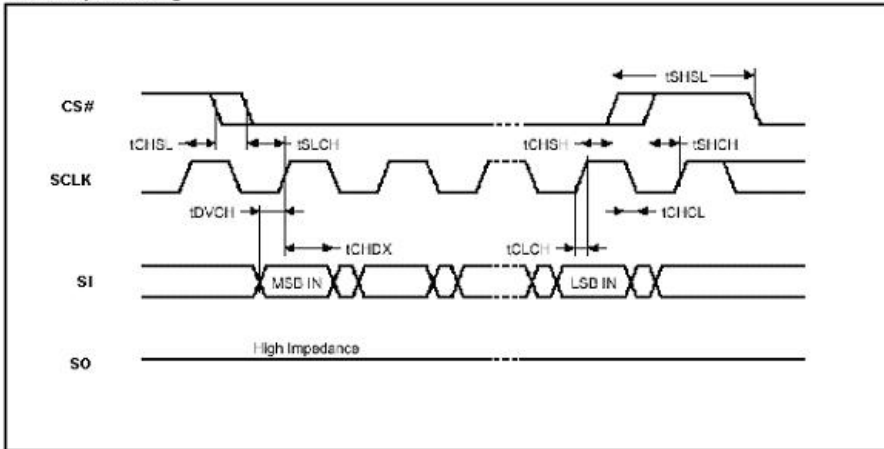 tSHSL
CS#
tCHSL
tSLCH
tCHSH
tSHCH
SCLK
tDVCH
tCHCL
tCHDX
tCLCH
SI
MSB IN
LSB IN
High Impedance
SO